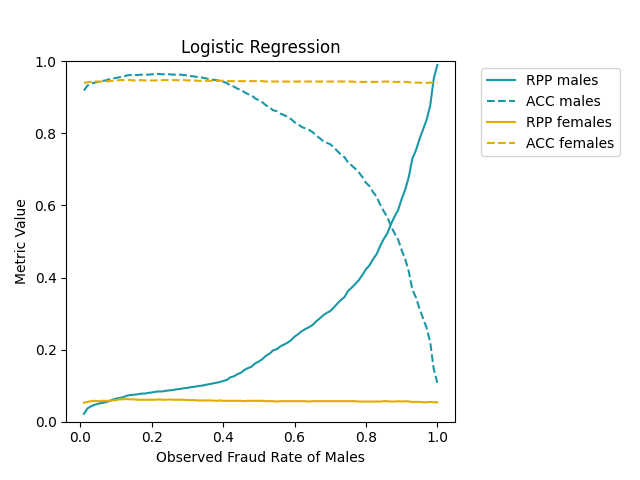 Logistic Regression
1.0
0.8
0.6
0.4
0.2
0.0
Metric Value
0.0 0.2 0.4 0.6 0.8 1.0
Observed Fraud Rate of Males
RPP males
ACC males
RPP females
ACC females